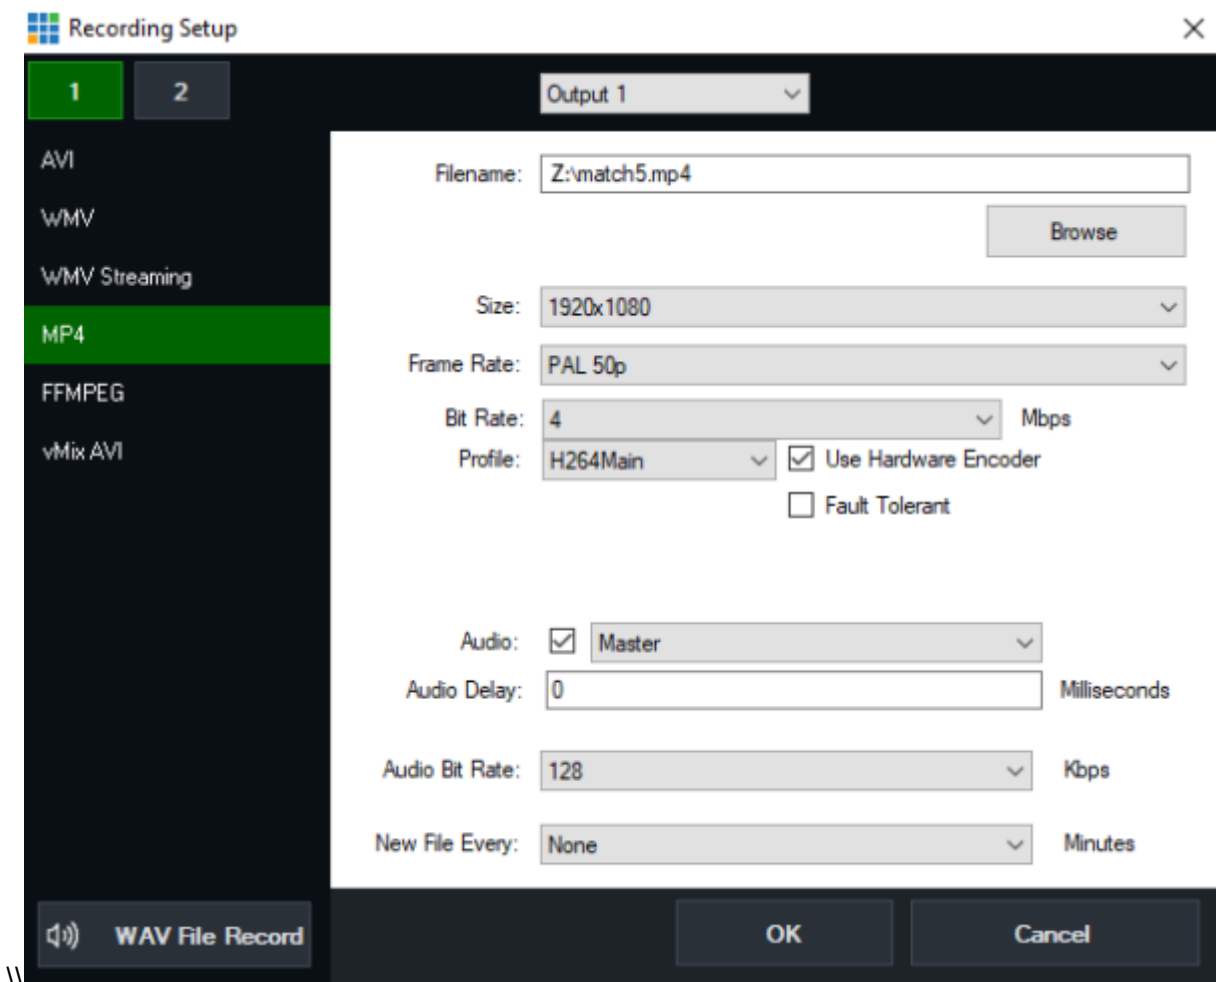 Recording Setup
1 2 Output 1
AVI
WMV
WMV Streaming
MP4
FFMPEG
vMix AVI
Filename: Z:\match5.mp4
Browse
Size: 1920x1080
Frame Rate: PAL 50p
Bit Rate: 4 Mbps
Profile: H264Main Use Hardware Encoder
Fault Tolerant
Audio: Master
Audio Delay: 0 Milliseconds
Audio Bit Rate: 128 Kbps
New File Every: None Minutes
WAV File Record OK Cancel
\\